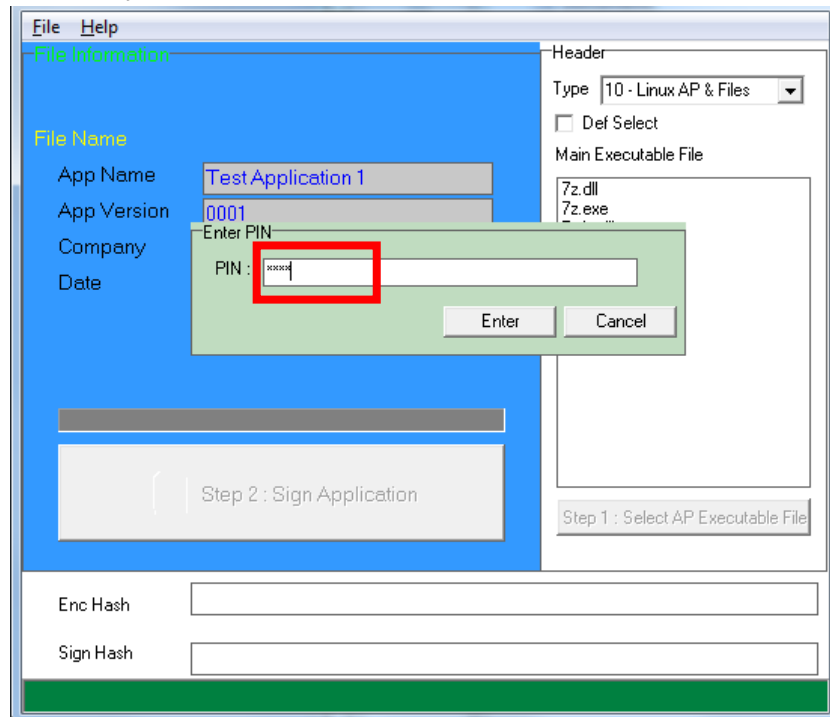 File Help
File Information
Header
Type 10 - Linux AP & Files
Def Select
File Name
Main Executable File
App Name Test Application 1
7z.dll
App Version 0001
7z.exe
Enter PIN
Company
PIN : ****
Date
Enter Cancel
Step 2 : Sign Application
Step 1 : Select AP Executable File
Enc Hash
Sign Hash